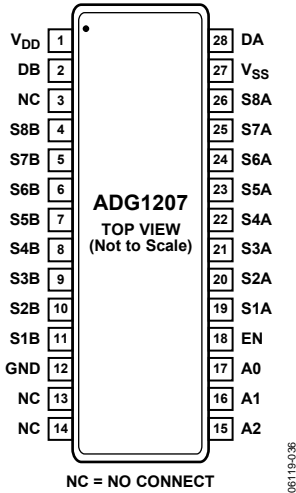 VDD 1 28 DA
DB 2 27 VSS
NC 3 26 S8A
S8B 4 25 S7A
S7B 5 24 S6A
S6B 6 23 S5A
S5B 7 22 S4A
S4B 8 21 S3A
S3B 9 20 S2A
S2B 10 19 S1A
S1B 11 18 EN
GND 12 17 A0
NC 13 16 A1
NC 14 15 A2
ADG1207
TOP VIEW
(Not to Scale)
NC = NO CONNECT
06119-036